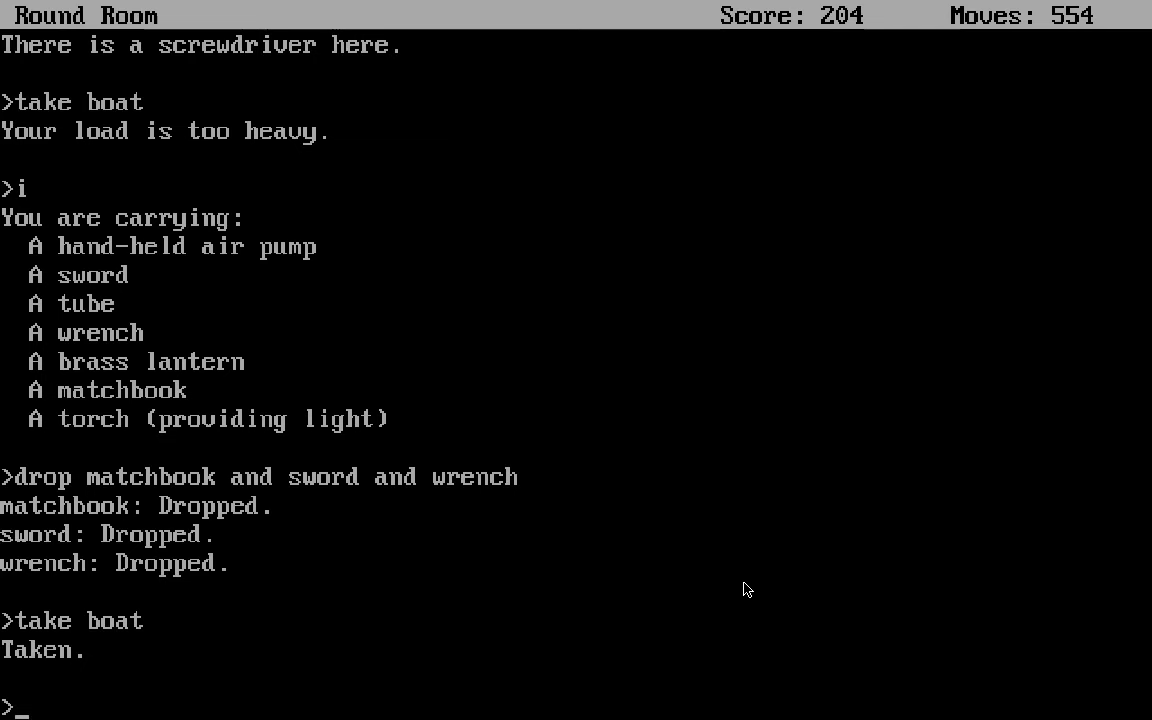 Round Room Score: 204 Moves: 554
There is a screwdriver here.
>take boat
Your load is too heavy.
>i
You are carrying:
A hand-held air pump
A sword
A tube
A wrench
A brass lantern
A matchbook
A torch (providing light)
>drop matchbook and sword and wrench
matchbook: Dropped.
sword: Dropped.
wrench: Dropped.
>take boat
Taken.
>_